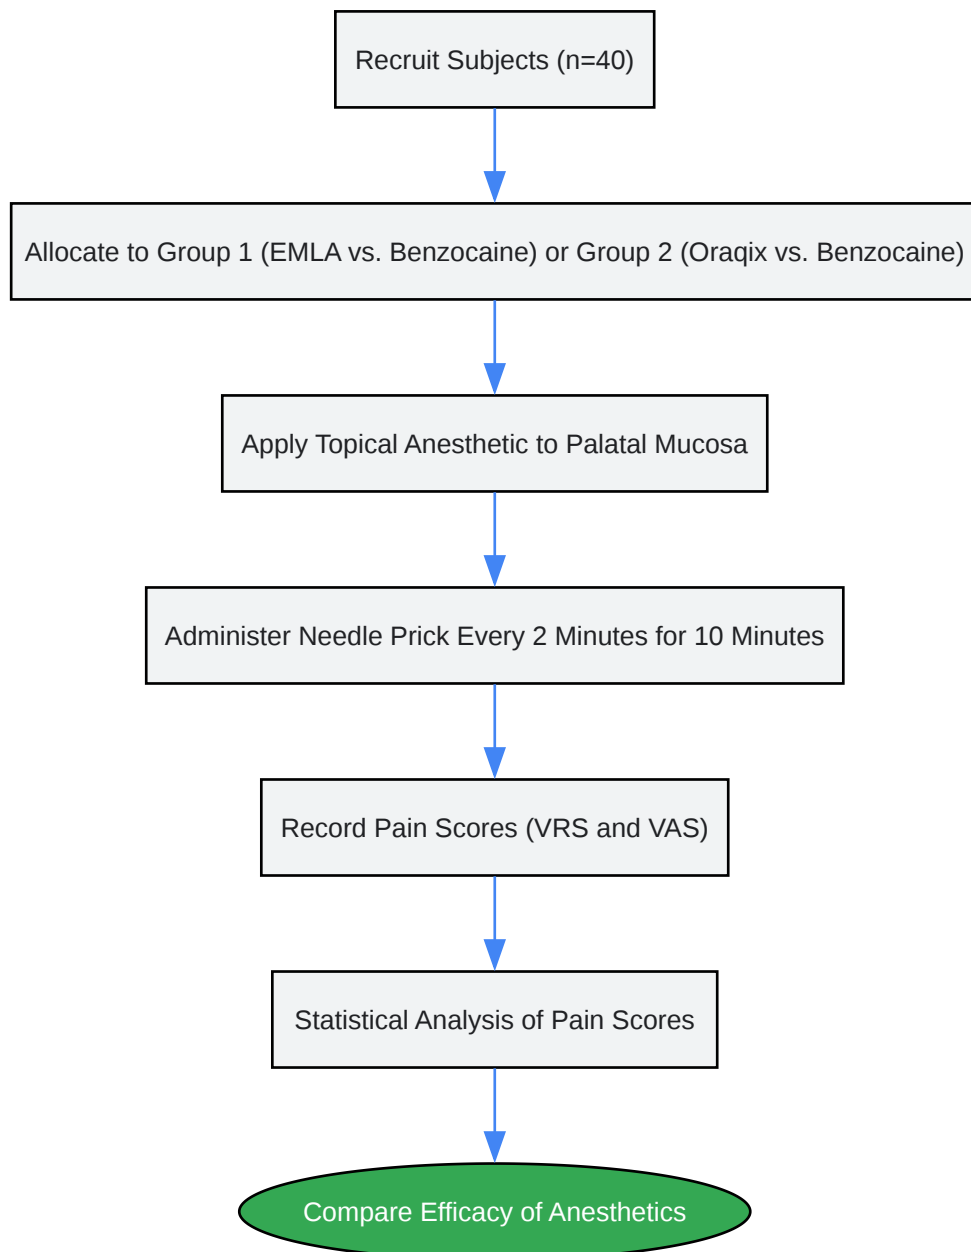 Recruit Subjects (n=40)
Allocate to Group 1 (EMLA vs. Benzocaine) or Group 2 (Oraqix vs. Benzocaine)
Apply Topical Anesthetic to Palatal Mucosa
Administer Needle Prick Every 2 Minutes for 10 Minutes
Record Pain Scores (VRS and VAS)
Statistical Analysis of Pain Scores
Compare Efficacy of Anesthetics